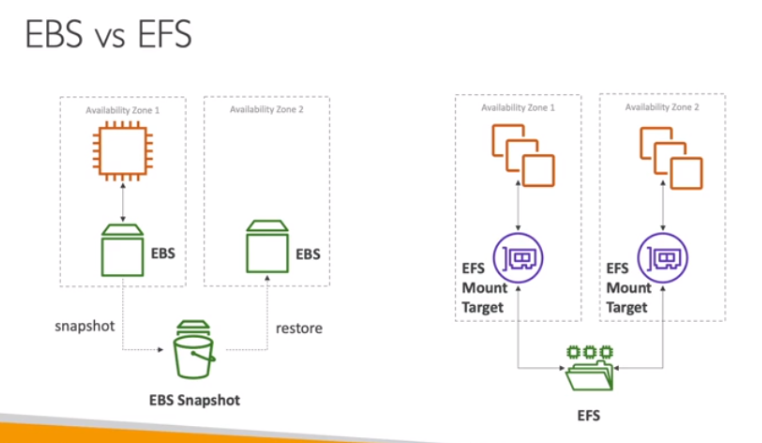 EBS vs EFS
Availability Zone 1
Availability Zone 2
EBS
EBS
snapshot
restore
EBS Snapshot
Availability Zone 1
Availability Zone 2
EFS
Mount
Target
EFS
Mount
Target
EFS